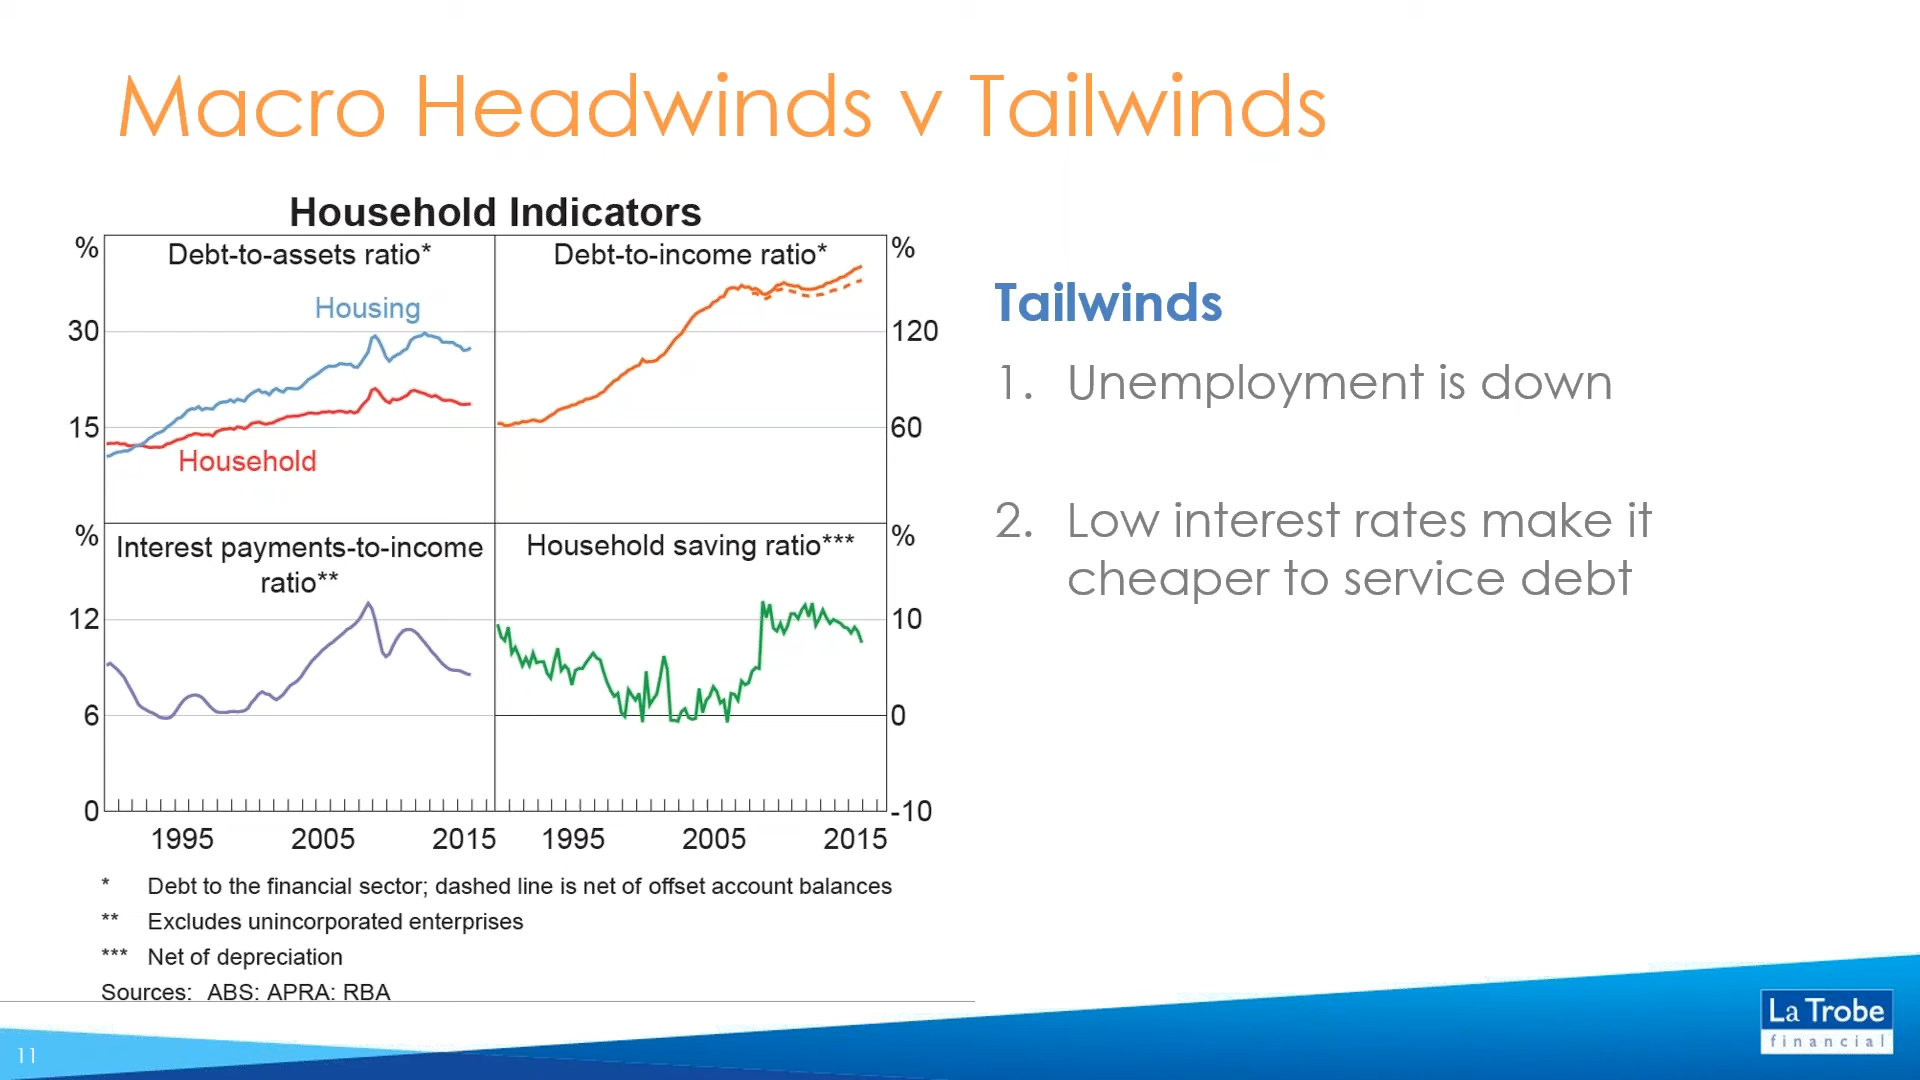 Macro Headwinds v Tailwinds
Household Indicators
%
Debt-to-assets ratio*
Debt-to-income ratio*
%
Housing
30
120
15
60
Household
%
Interest payments-to-income
ratio**
Household saving ratio***
%
12
10
6
0
0
-10
1995
2005
2015
1995
2005
2015
* Debt to the financial sector; dashed line is net of offset account balances
** Excludes unincorporated enterprises
*** Net of depreciation
Sources: ABS: APRA: RBA
Tailwinds
1. Unemployment is down
2. Low interest rates make it
cheaper to service debt
11
La Trobe
financial